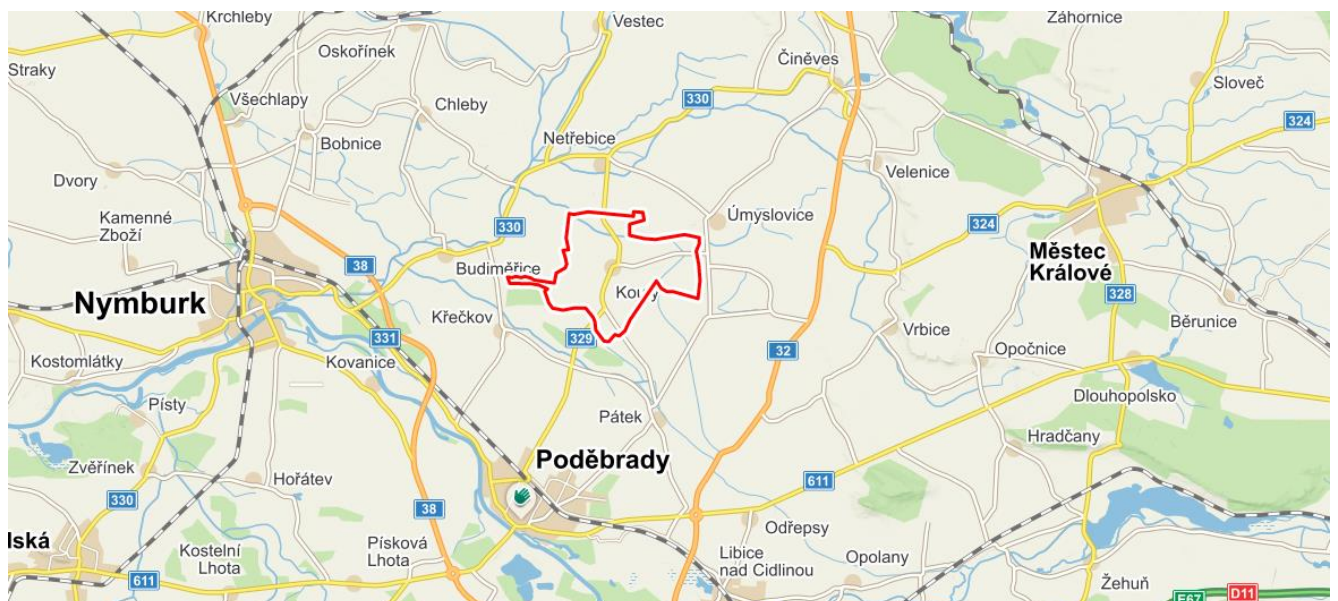 Krchleby
Vestec
Záhornice
Oskořínek
Straky
Činěves
Sloveč
Všechlapy
Chleby
330
324
Netřebice
Bobnice
Velenice
Dvory
Kamenné
Zboží
330
Úmyslovice
324
38
Budiměřice
Městec
Králové
Nymburk
Kouty
328
Křečkov
Běrunice
331
329
Vrbice
32
Opočnice
Kostomlátky
Kovanice
Dlouhopolsko
Písty
Pátek
Hradčany
Poděbrady
Zvěřínek
Hořátev
611
330
38
Odřepsy
lská
Kostelní
Lhota
Písková
Lhota
Libice
nad Cidlinou
Opolany
611
Žehuň
E67
D11